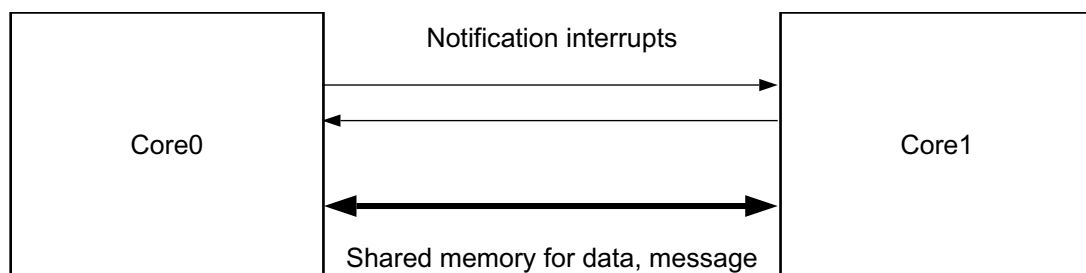 Notification interrupts
Core0
Core1
Shared memory for data, message